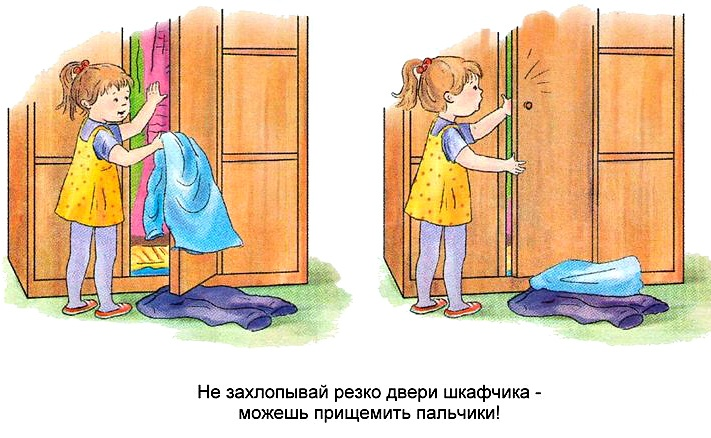 Не захлопывай резко двери шкафчика -
можешь прищемить пальчики!